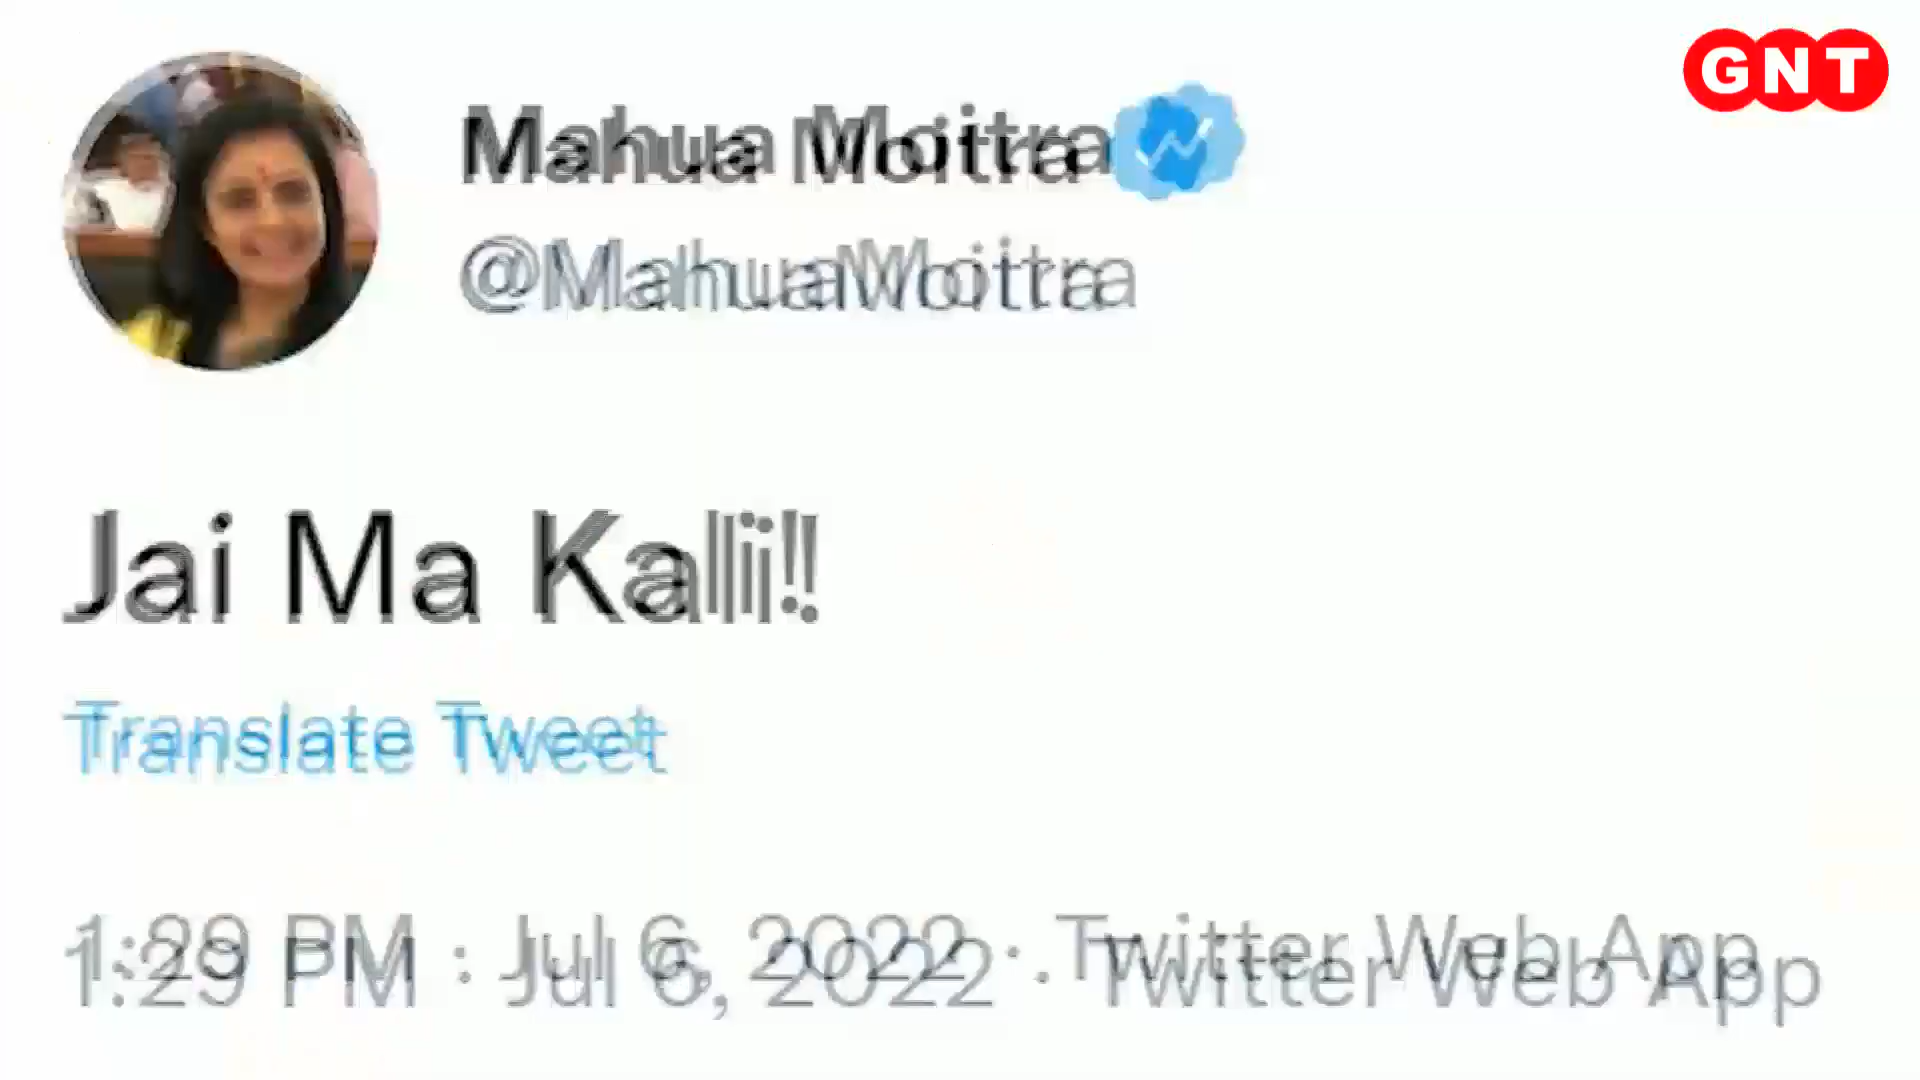 GNT
Mahua Moitra
@MahuaMoitra
Jai Ma Kali!!
Translate Tweet
1:29 PM · Jul 6, 2022 · Twitter Web App